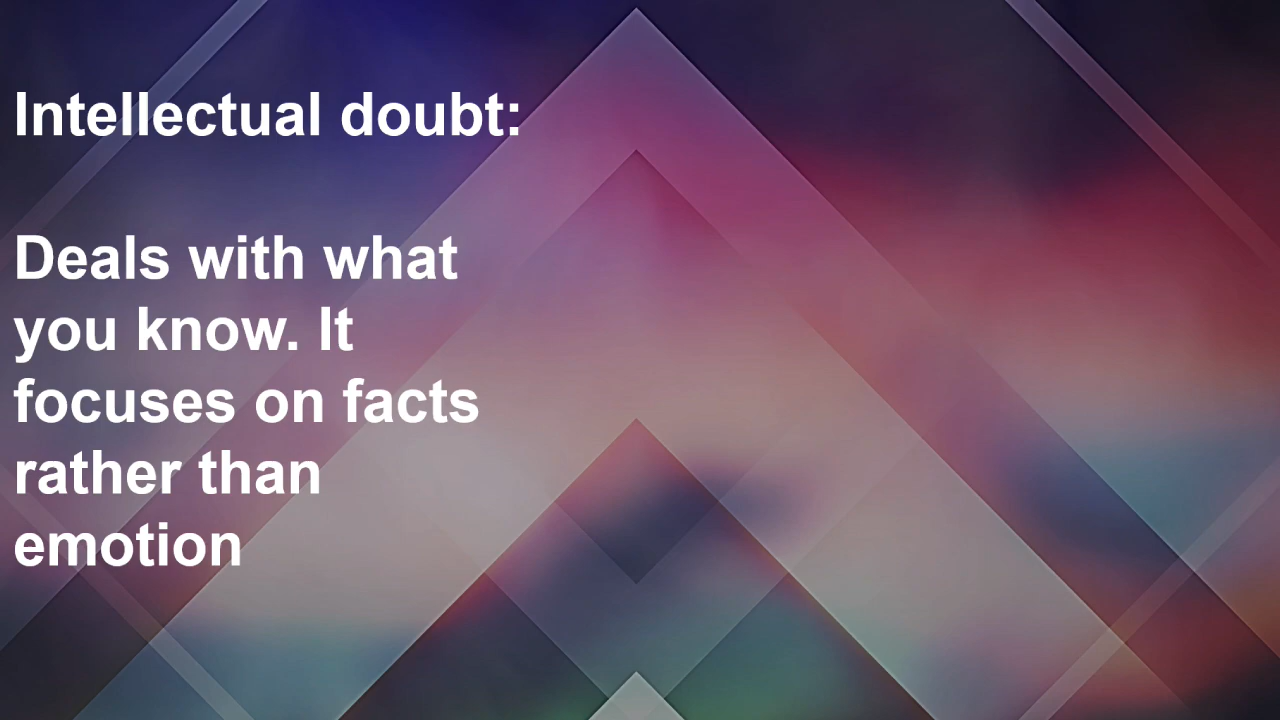 Intellectual doubt:
Deals with what
you know. It
focuses on facts
rather than
emotion